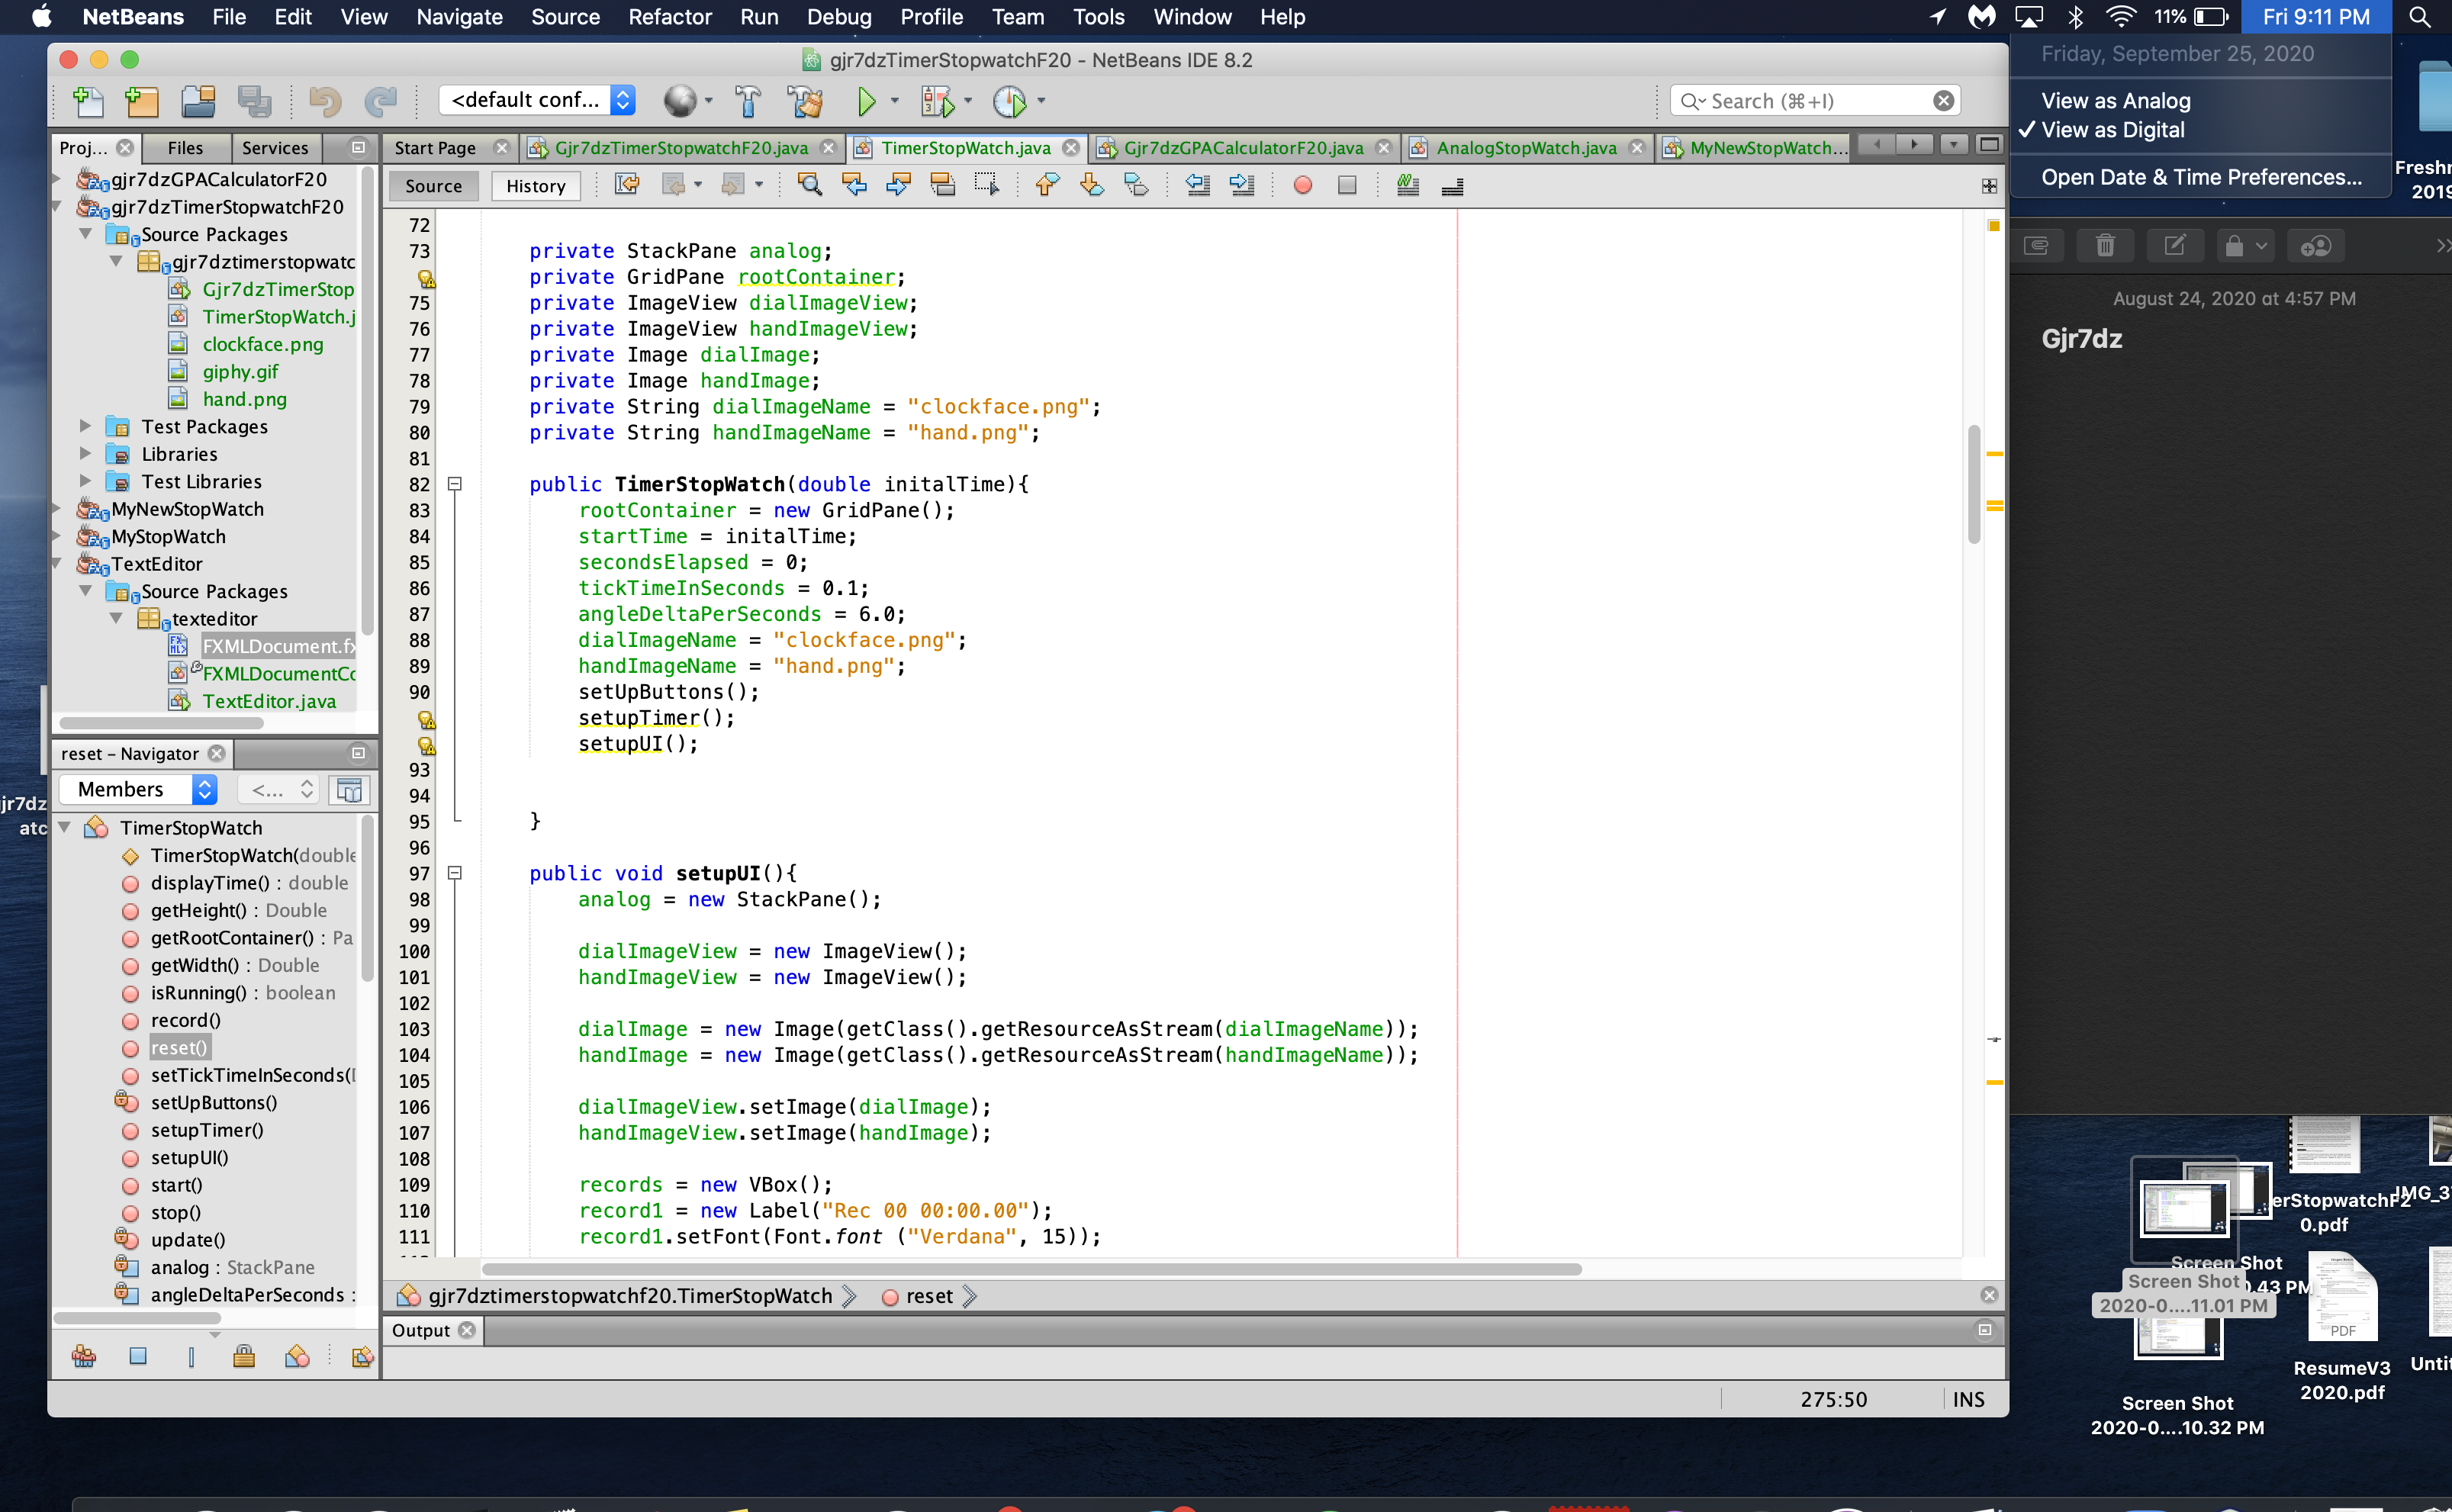 NetBeans File Edit View Navigate Source Refactor Run Debug Profile Team Tools Window Help
11% Fri 9:11 PM
Friday, September 25, 2020
View as Analog
✓ View as Digital
Open Date & Time Preferences...
gjr7dzTimerStopwatchF20 - NetBeans IDE 8.2
<default conf...
Search (⌘+I)
Proj... Files Services
Start Page Gjr7dzTimerStopwatchF20.java TimerStopWatch.java Gjr7dzGPACalculatorF20.java AnalogStopWatch.java MyNewStopWatch...
Source History
gjr7dzGPACalculatorF20
gjr7dzTimerStopwatchF20
Source Packages
gjr7dztimerstopwatc
Gjr7dzTimerStop
TimerStopWatch.j
clockface.png
giphy.gif
hand.png
Test Packages
Libraries
Test Libraries
MyNewStopWatch
MyStopWatch
TextEditor
Source Packages
texteditor
FXMLDocument.fx
FXMLDocumentCo
TextEditor.java
reset – Navigator
Members <...
TimerStopWatch
TimerStopWatch(double
displayTime() : double
getHeight() : Double
getRootContainer() : Pa
getWidth() : Double
isRunning() : boolean
record()
reset()
setTickTimeInSeconds(
setUpButtons()
setupTimer()
setupUI()
start()
stop()
update()
analog : StackPane
angleDeltaPerSeconds :
72
73 private StackPane analog;
private GridPane rootContainer;
75 private ImageView dialImageView;
76 private ImageView handImageView;
77 private Image dialImage;
78 private Image handImage;
79 private String dialImageName = "clockface.png";
80 private String handImageName = "hand.png";
81
82 public TimerStopWatch(double initalTime){
83 rootContainer = new GridPane();
84 startTime = initalTime;
85 secondsElapsed = 0;
86 tickTimeInSeconds = 0.1;
87 angleDeltaPerSeconds = 6.0;
88 dialImageName = "clockface.png";
89 handImageName = "hand.png";
90 setUpButtons();
setupTimer();
setupUI();
93
94
95 }
96
97 public void setupUI(){
98 analog = new StackPane();
99
100 dialImageView = new ImageView();
101 handImageView = new ImageView();
102
103 dialImage = new Image(getClass().getResourceAsStream(dialImageName));
104 handImage = new Image(getClass().getResourceAsStream(handImageName));
105
106 dialImageView.setImage(dialImage);
107 handImageView.setImage(handImage);
108
109 records = new VBox();
110 record1 = new Label("Rec 00 00:00.00");
111 record1.setFont(Font.font ("Verdana", 15));
gjr7dztimerstopwatchf20.TimerStopWatch reset
Output
275:50 INS
August 24, 2020 at 4:57 PM
Gjr7dz
Freshr
2019
jr7dz
atc
erStopwatchF2
0.pdf
IMG_3
Screen Shot
0.43 PM
Screen Shot
2020-0....11.01 PM
Screen Shot
2020-0....10.32 PM
PDF
ResumeV3
2020.pdf
Unti